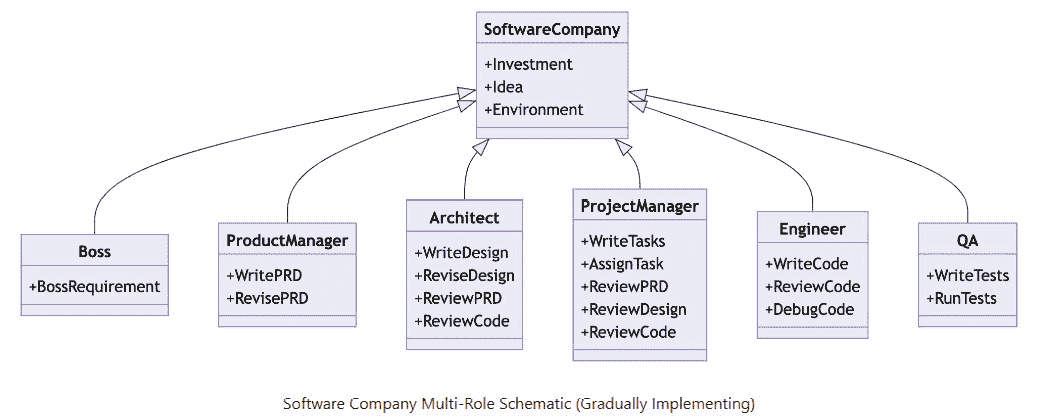 SoftwareCompany
+Investment
+Idea
+Environment
Boss
+BossRequirement
ProductManager
+WritePRD
+RevisePRD
Architect
+WriteDesign
+ReviseDesign
+ReviewPRD
+ReviewCode
ProjectManager
+WriteTasks
+AssignTask
+ReviewPRD
+ReviewDesign
+ReviewCode
Engineer
+WriteCode
+ReviewCode
+DebugCode
QA
+WriteTests
+RunTests
Software Company Multi-Role Schematic (Gradually Implementing)